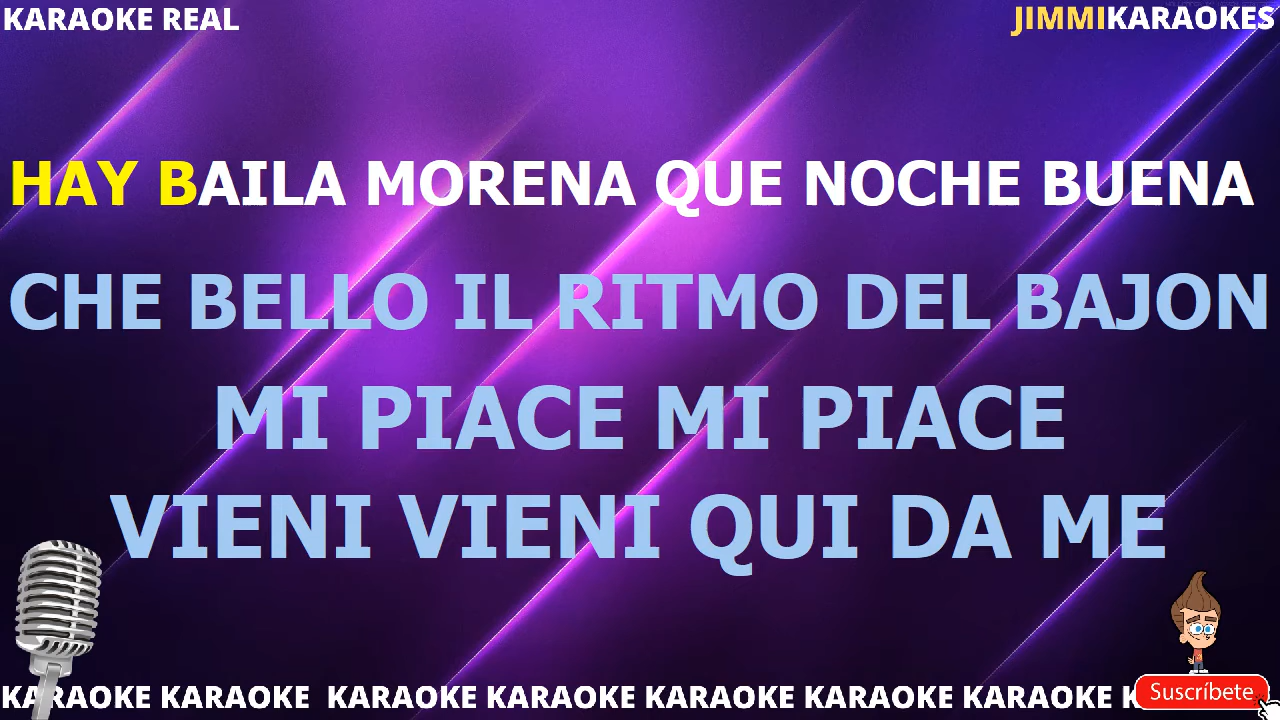 KARAOKE REAL
JIMMIKARAOKES
HAY BAILA MORENA QUE NOCHE BUENA
CHE BELLO IL RITMO DEL BAJON
MI PIACE MI PIACE
VIENI VIENI QUI DA ME
KARAOKE KARAOKE KARAOKE KARAOKE KARAOKE KARAOKE KARAOKE K
Suscríbete